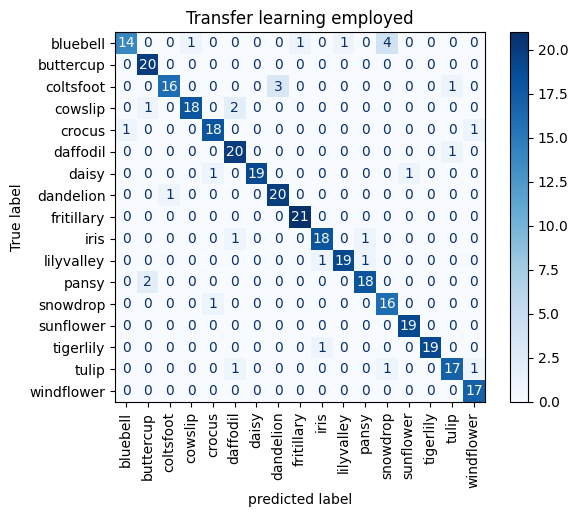 Transfer learning employed
True label
bluebell 14 0 0 1 0 0 0 0 1 0 1 0 4 0 0 0 0
buttercup 0 20 0 0 0 0 0 0 0 0 0 0 0 0 0 0 0
coltsfoot 0 0 16 0 0 0 0 3 0 0 0 0 0 0 0 1 0
cowslip 0 1 0 18 0 2 0 0 0 0 0 0 0 0 0 0 0
crocus 1 0 0 0 18 0 0 0 0 0 0 0 0 0 0 0 1
daffodil 0 0 0 0 0 20 0 0 0 0 0 0 0 0 0 1 0
daisy 0 0 0 0 1 0 19 0 0 0 0 0 0 1 0 0 0
dandelion 0 0 1 0 0 0 0 20 0 0 0 0 0 0 0 0 0
fritillary 0 0 0 0 0 0 0 0 21 0 0 0 0 0 0 0 0
iris 0 0 0 0 0 1 0 0 0 18 0 1 0 0 0 0 0
lilyvalley 0 0 0 0 0 0 0 0 0 1 19 1 0 0 0 0 0
pansy 0 2 0 0 0 0 0 0 0 0 0 18 0 0 0 0 0
snowdrop 0 0 0 0 1 0 0 0 0 0 0 0 16 0 0 0 0
sunflower 0 0 0 0 0 0 0 0 0 0 0 0 0 19 0 0 0
tigerlily 0 0 0 0 0 0 0 0 0 1 0 0 0 0 19 0 0
tulip 0 0 0 0 0 1 0 0 0 0 0 0 1 0 0 17 1
windflower 0 0 0 0 0 0 0 0 0 0 0 0 0 0 0 0 17
bluebell buttercup coltsfoot cowslip crocus daffodil daisy dandelion fritillary iris lilyvalley pansy snowdrop sunflower tigerlily tulip windflower
predicted label
20.0
17.5
15.0
12.5
10.0
7.5
5.0
2.5
0.0